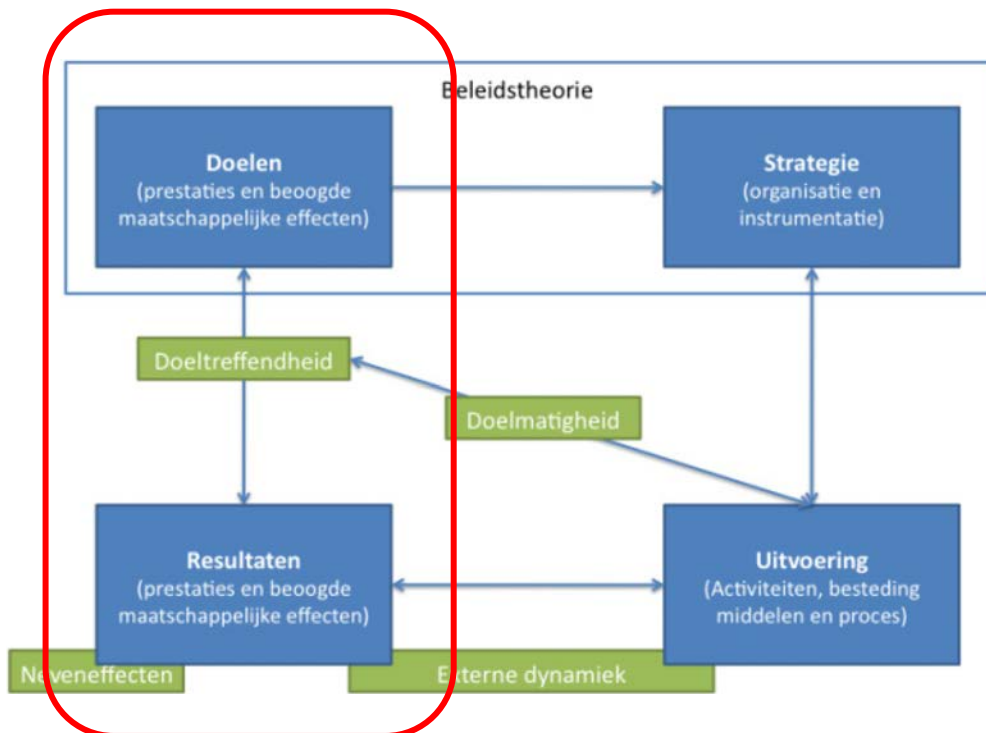 Beleidstheorie
Doelen
(prestaties en beoogde
maatschappelijke effecten)
Strategie
(organisatie en
instrumentatie)
Doeltreffendheid
Doelmatigheid
Resultaten
(prestaties en beoogde
maatschappelijke effecten)
Uitvoering
(Activiteiten, besteding
middelen en proces)
Neveneffecten
Externe dynamiek